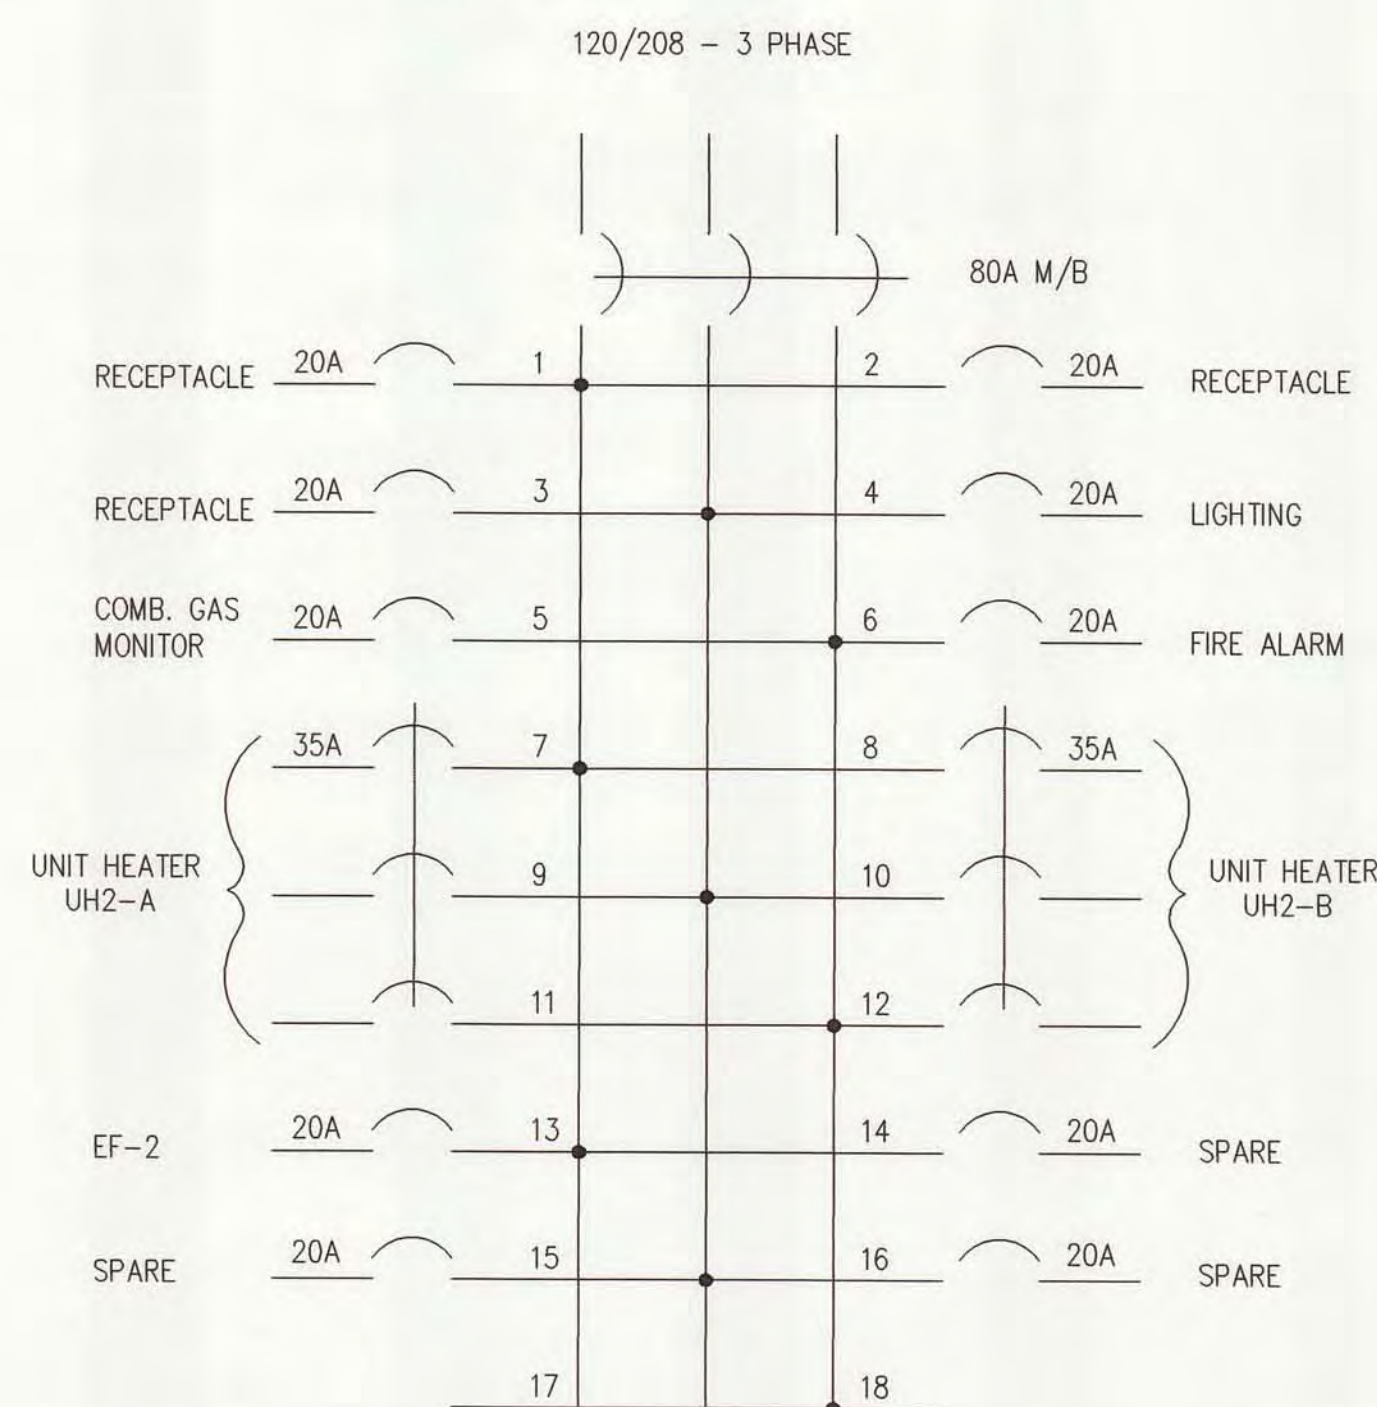 120/208 - 3 PHASE
80A M/B
RECEPTACLE 20A 1 2 20A RECEPTACLE
RECEPTACLE 20A 3 4 20A LIGHTING
COMB. GAS
MONITOR 20A 5 6 20A FIRE ALARM
35A 7 8 35A
UNIT HEATER
UH2-A 9 10 UNIT HEATER
UH2-B
11 12
EF-2 20A 13 14 20A SPARE
SPARE 20A 15 16 20A SPARE
17 18